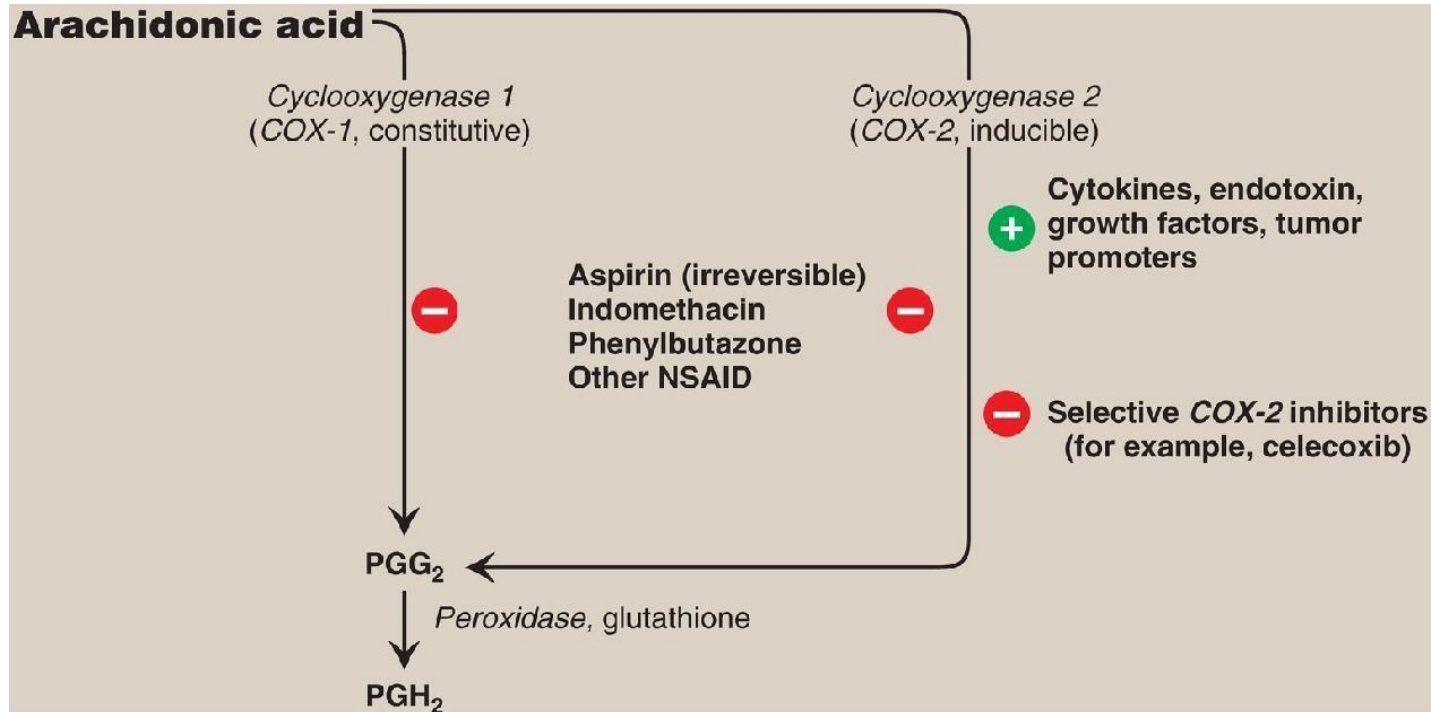 Arachidonic acid
Cyclooxygenase 1
(COX-1, constitutive)
Cyclooxygenase 2
(COX-2, inducible)
Cytokines, endotoxin,
growth factors, tumor
promoters
Aspirin (irreversible)
Indomethacin
Phenylbutazone
Other NSAID
Selective COX-2 inhibitors
(for example, celecoxib)
PGG₂
Peroxidase, glutathione
PGH₂